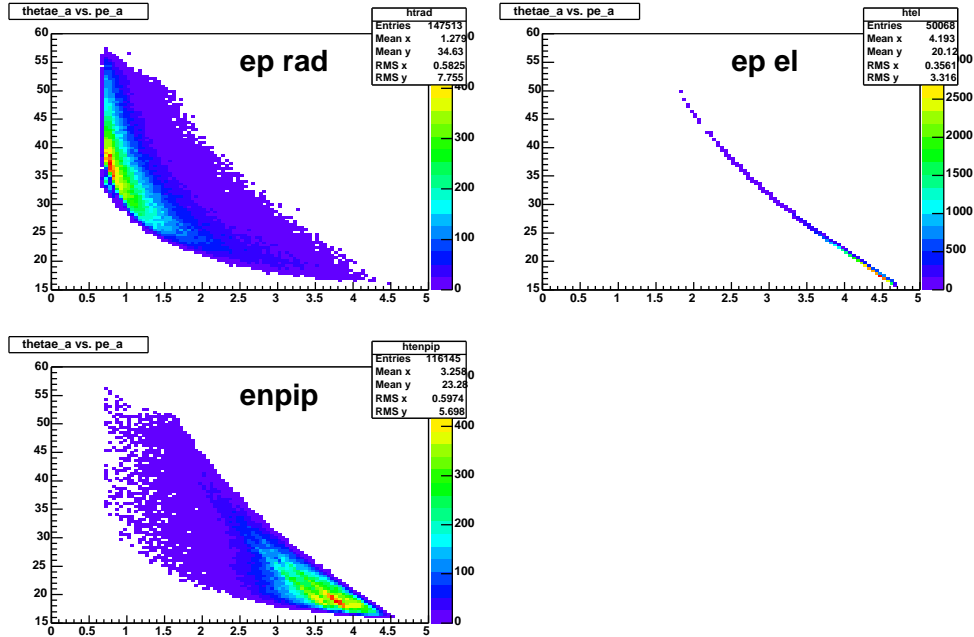 thetae_a vs. pe_a
htrad
Entries 147513
Mean x 1.279
Mean y 34.63
RMS x 0.5825
RMS y 7.755
ep rad
60
55
50
45
40
35
30
25
20
15
0 0.5 1 1.5 2 2.5 3 3.5 4 4.5 5
400
300
200
100
0
thetae_a vs. pe_a
htel
Entries 50068
Mean x 4.193
Mean y 20.12
RMS x 0.3561
RMS y 3.316
ep el
60
55
50
45
40
35
30
25
20
15
0 0.5 1 1.5 2 2.5 3 3.5 4 4.5 5
2500
2000
1500
1000
500
0
thetae_a vs. pe_a
htenpip
Entries 116145
Mean x 3.258
Mean y 23.28
RMS x 0.5974
RMS y 5.698
enpip
60
55
50
45
40
35
30
25
20
15
0 0.5 1 1.5 2 2.5 3 3.5 4 4.5 5
400
300
200
100
0